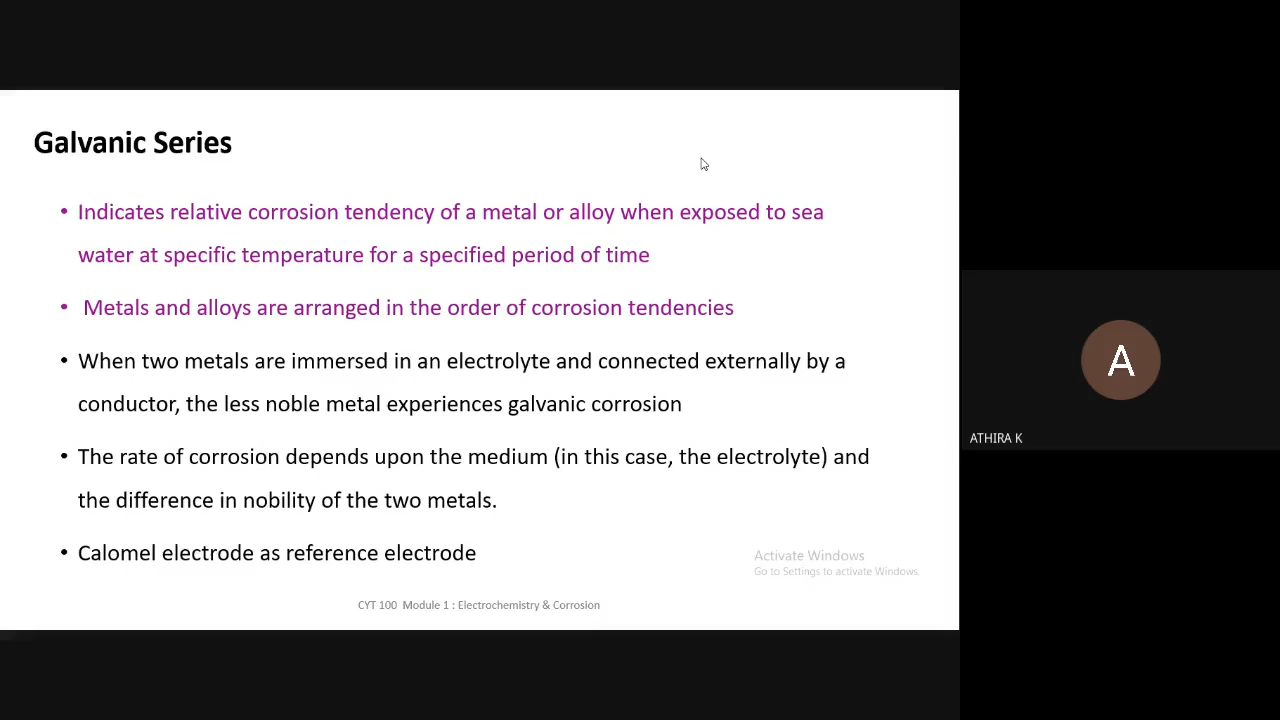 Galvanic Series
• Indicates relative corrosion tendency of a metal or alloy when exposed to sea
water at specific temperature for a specified period of time
• Metals and alloys are arranged in the order of corrosion tendencies
• When two metals are immersed in an electrolyte and connected externally by a
conductor, the less noble metal experiences galvanic corrosion
• The rate of corrosion depends upon the medium (in this case, the electrolyte) and
the difference in nobility of the two metals.
• Calomel electrode as reference electrode
Activate Windows
Go to Settings to activate Windows.
CYT 100 Module 1 : Electrochemistry & Corrosion
A
ATHIRA K